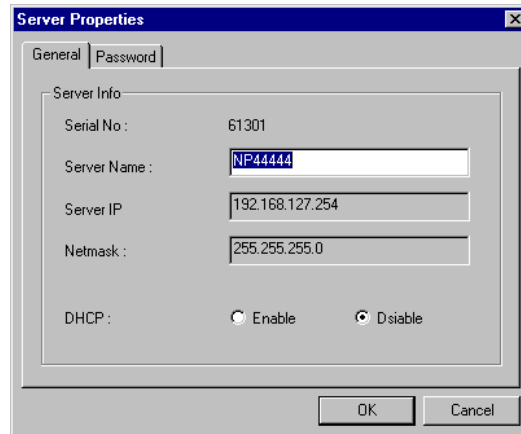 Server Properties
General Password
Server Info
Serial No : 61301
Server Name : NP44444
Server IP 192.168.127.254
Netmask : 255.255.255.0
DHCP : Enable Dsiable
OK Cancel